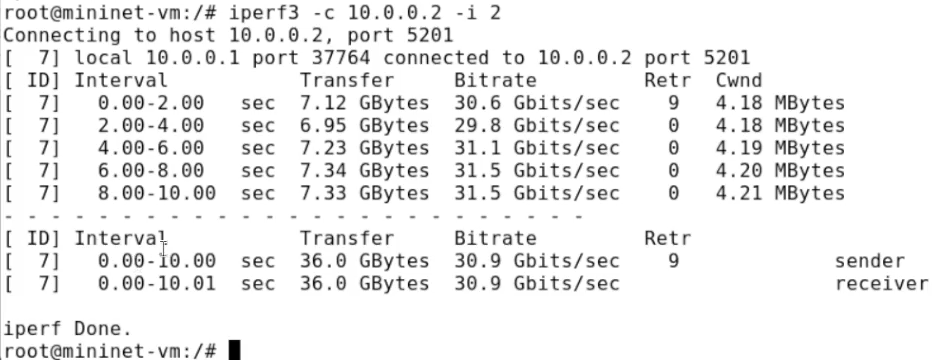 root@mininet-vm:/# iperf3 -c 10.0.0.2 -i 2
Connecting to host 10.0.0.2, port 5201
[  7] local 10.0.0.1 port 37764 connected to 10.0.0.2 port 5201
[ ID] Interval           Transfer     Bitrate         Retr  Cwnd
[  7]   0.00-2.00   sec  7.12 GBytes  30.6 Gbits/sec    9   4.18 MBytes
[  7]   2.00-4.00   sec  6.95 GBytes  29.8 Gbits/sec    0   4.18 MBytes
[  7]   4.00-6.00   sec  7.23 GBytes  31.1 Gbits/sec    0   4.19 MBytes
[  7]   6.00-8.00   sec  7.34 GBytes  31.5 Gbits/sec    0   4.20 MBytes
[  7]   8.00-10.00  sec  7.33 GBytes  31.5 Gbits/sec    0   4.21 MBytes
- - - - - - - - - - - - - - - - - - - - - - - - -
[ ID] Interval           Transfer     Bitrate         Retr
[  7]   0.00-10.00  sec  36.0 GBytes  30.9 Gbits/sec    9             sender
[  7]   0.00-10.01  sec  36.0 GBytes  30.9 Gbits/sec                  receiver

iperf Done.
root@mininet-vm:/#